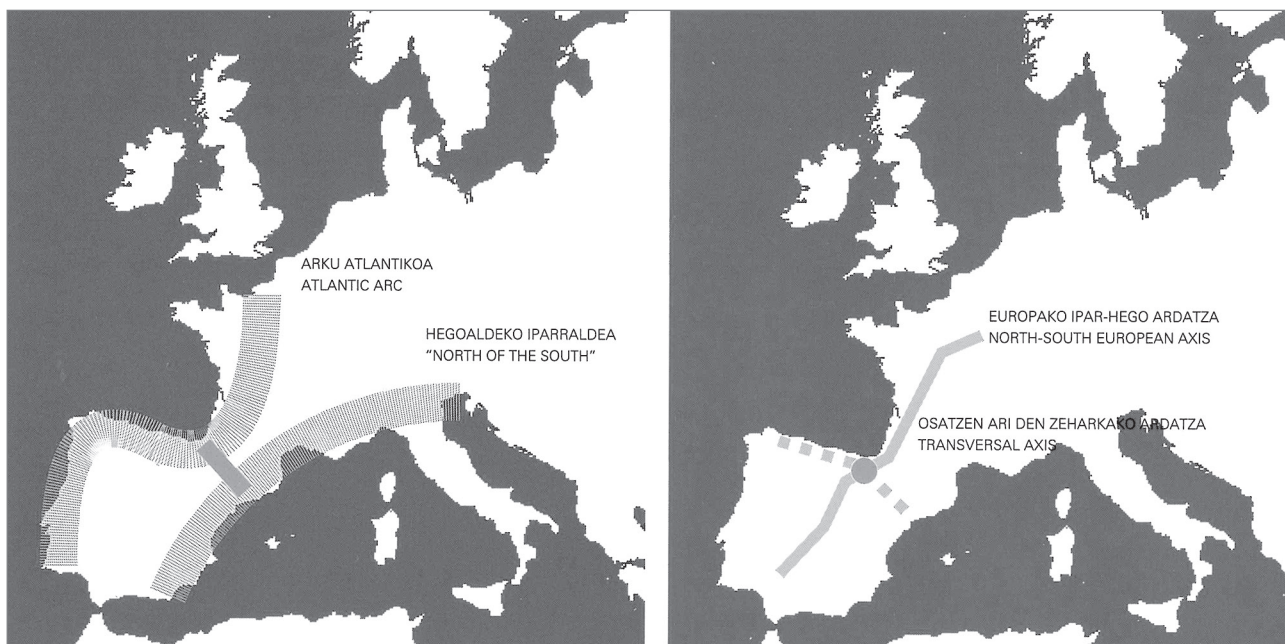 ARKU ATLANTIKOA
ATLANTIC ARC
HEGOALDEKO IPARRALDEA
"NORTH OF THE SOUTH"
EUROPAKO IPAR-HEGO ARDATZA
NORTH-SOUTH EUROPEAN AXIS
OSATZEN ARI DEN ZEHARKAKO ARDATZA
TRANSVERSAL AXIS